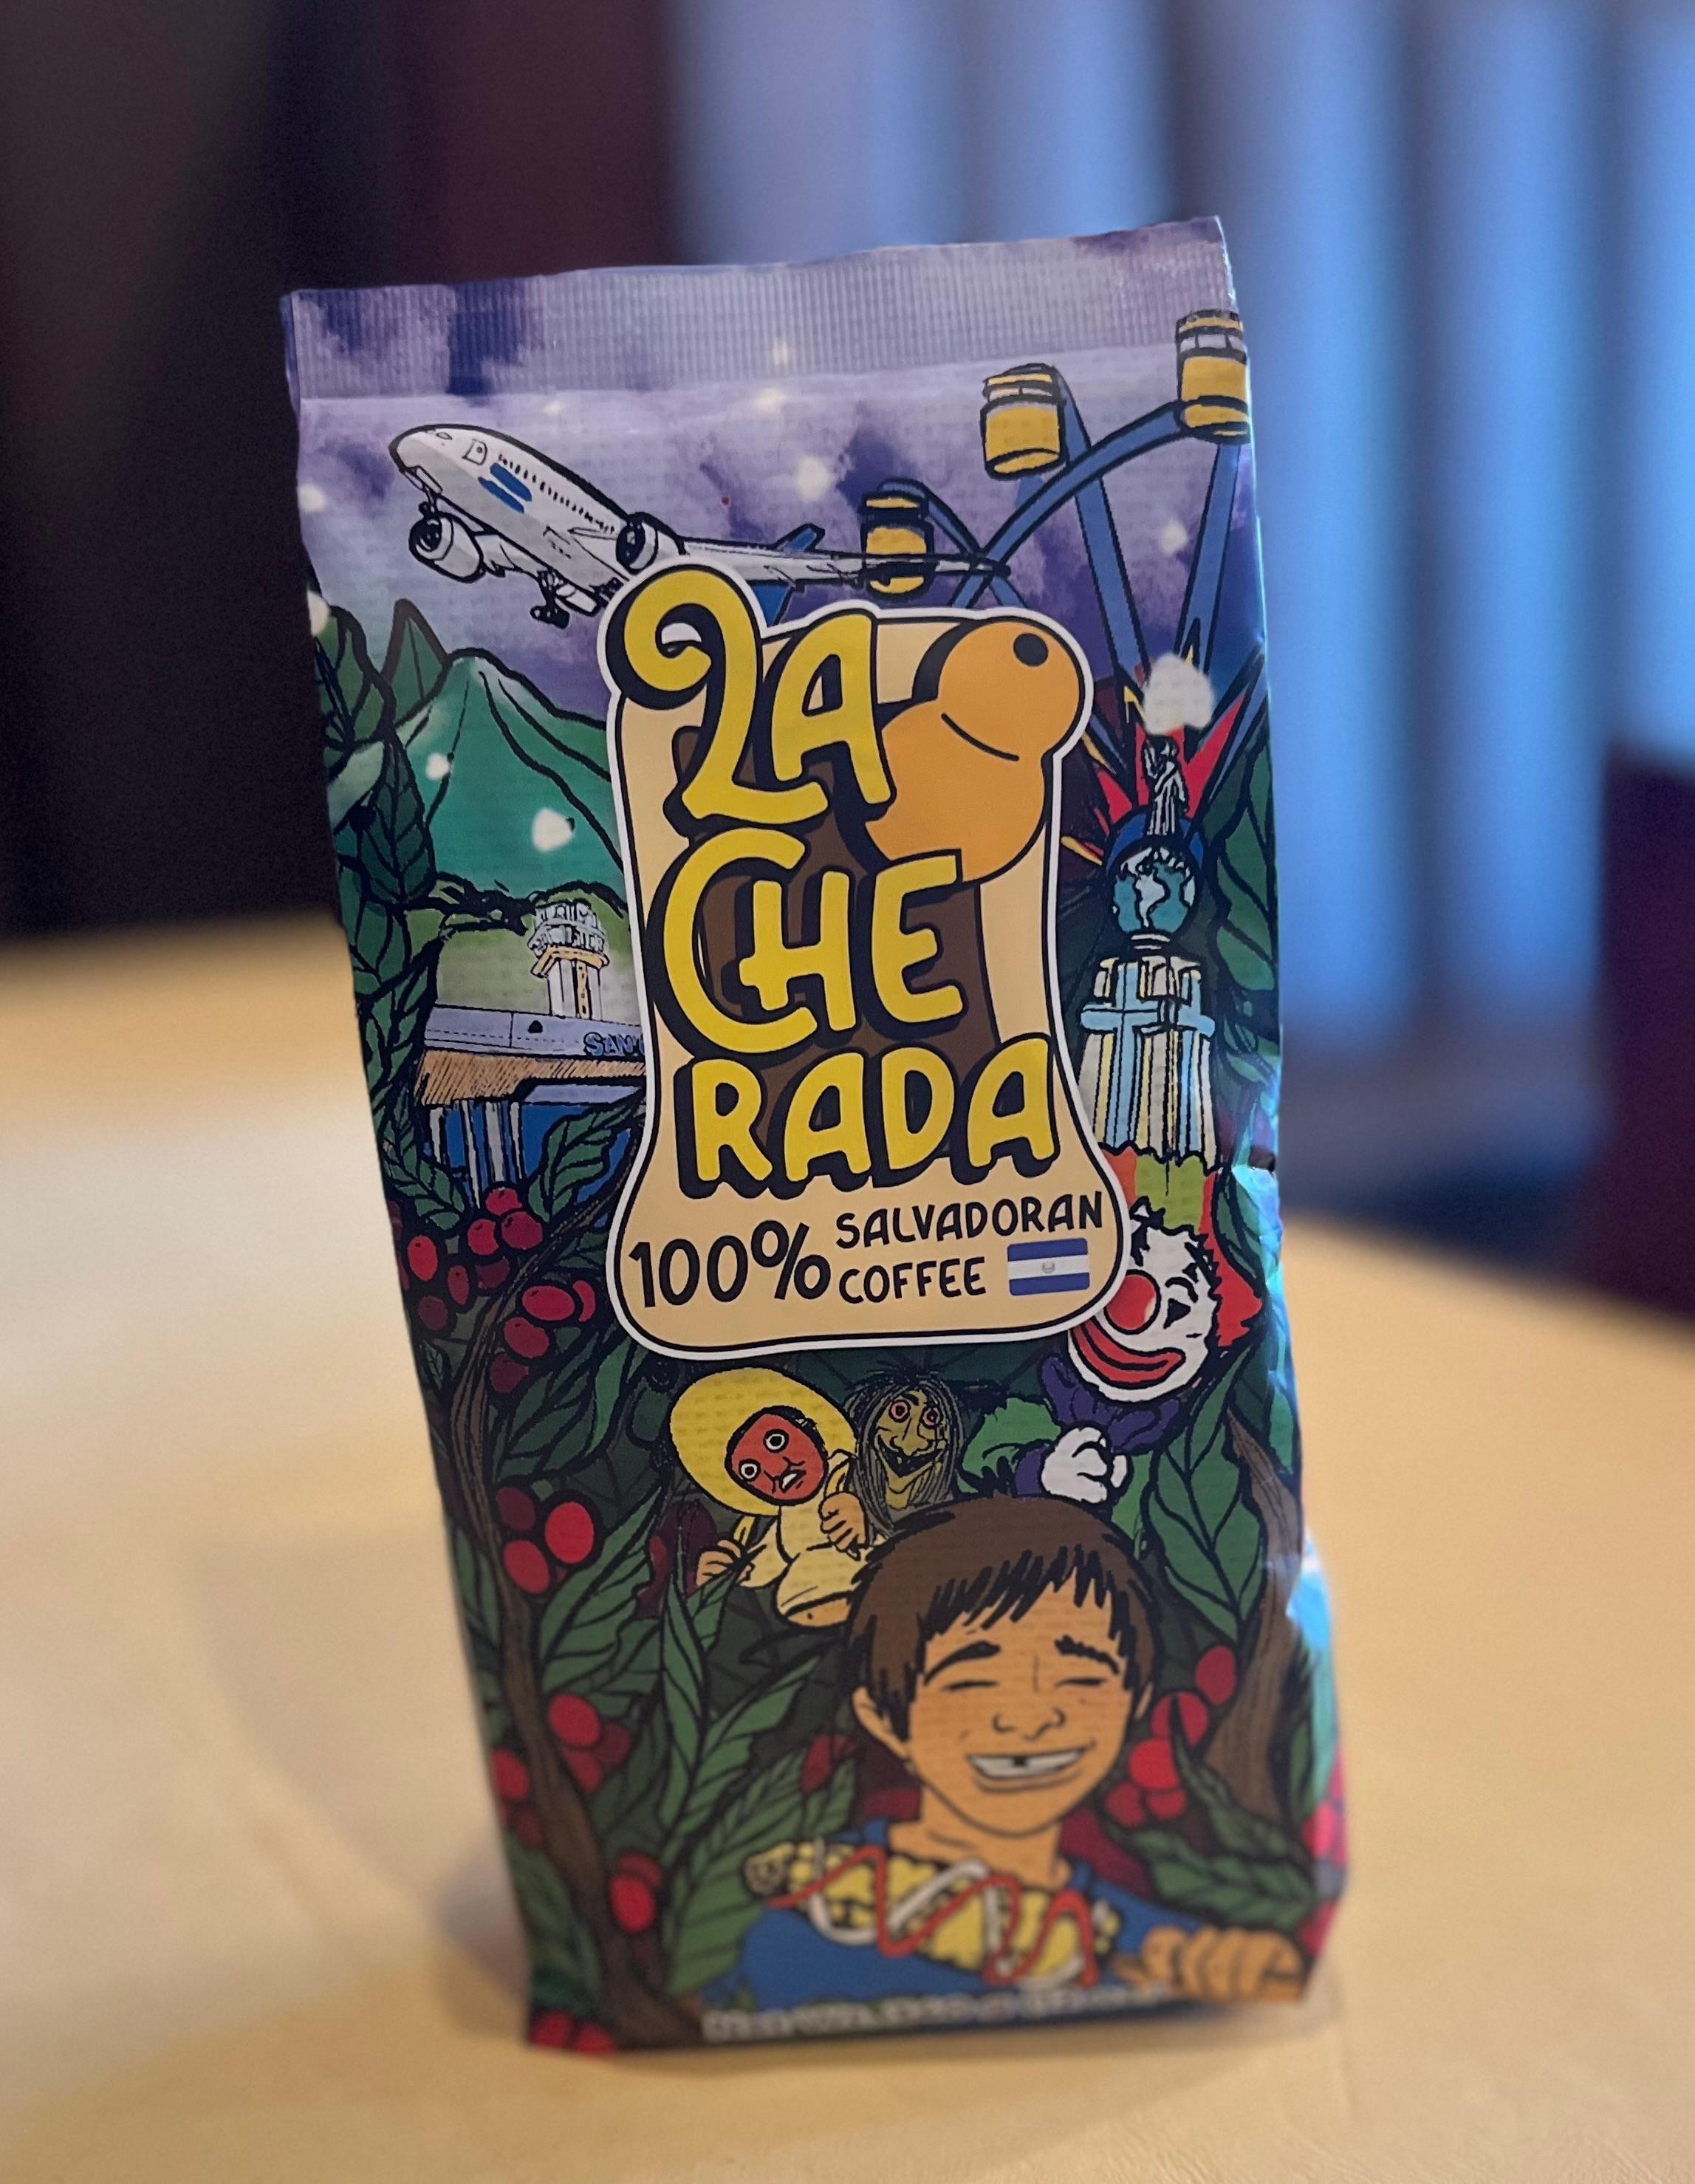 LA
CHE
RADA
100% SALVADORAN
COFFEE